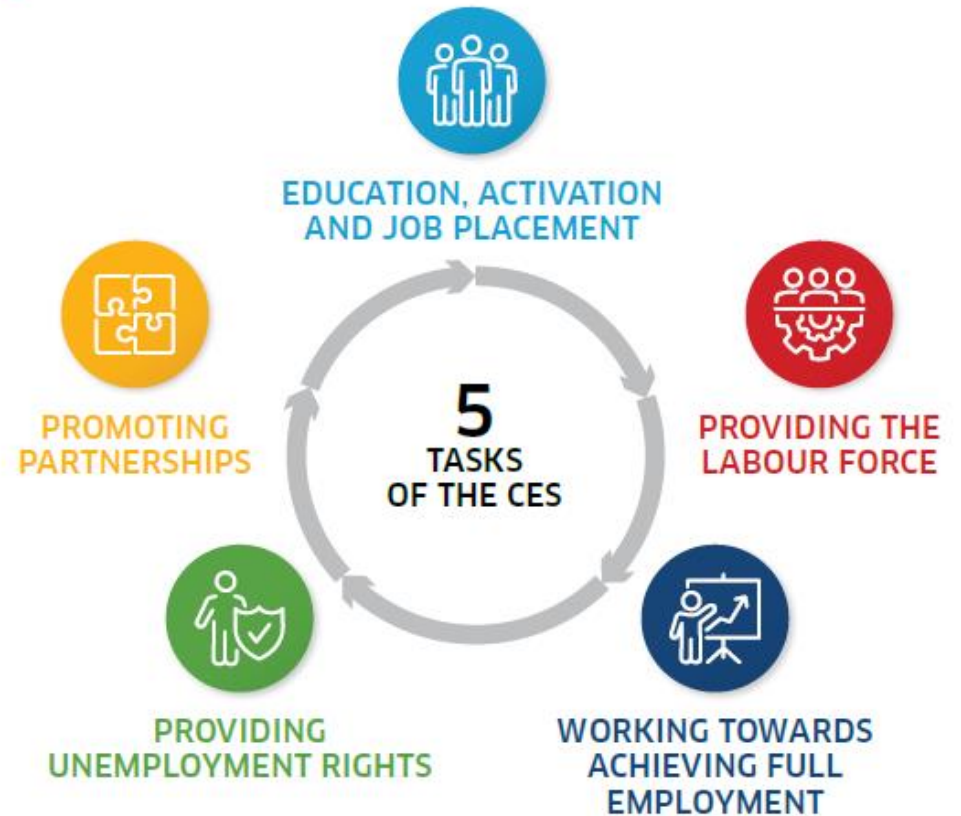 EDUCATION, ACTIVATION
AND JOB PLACEMENT
PROMOTING
PARTNERSHIPS
5
TASKS
OF THE CES
PROVIDING THE
LABOUR FORCE
PROVIDING
UNEMPLOYMENT RIGHTS
WORKING TOWARDS
ACHIEVING FULL
EMPLOYMENT